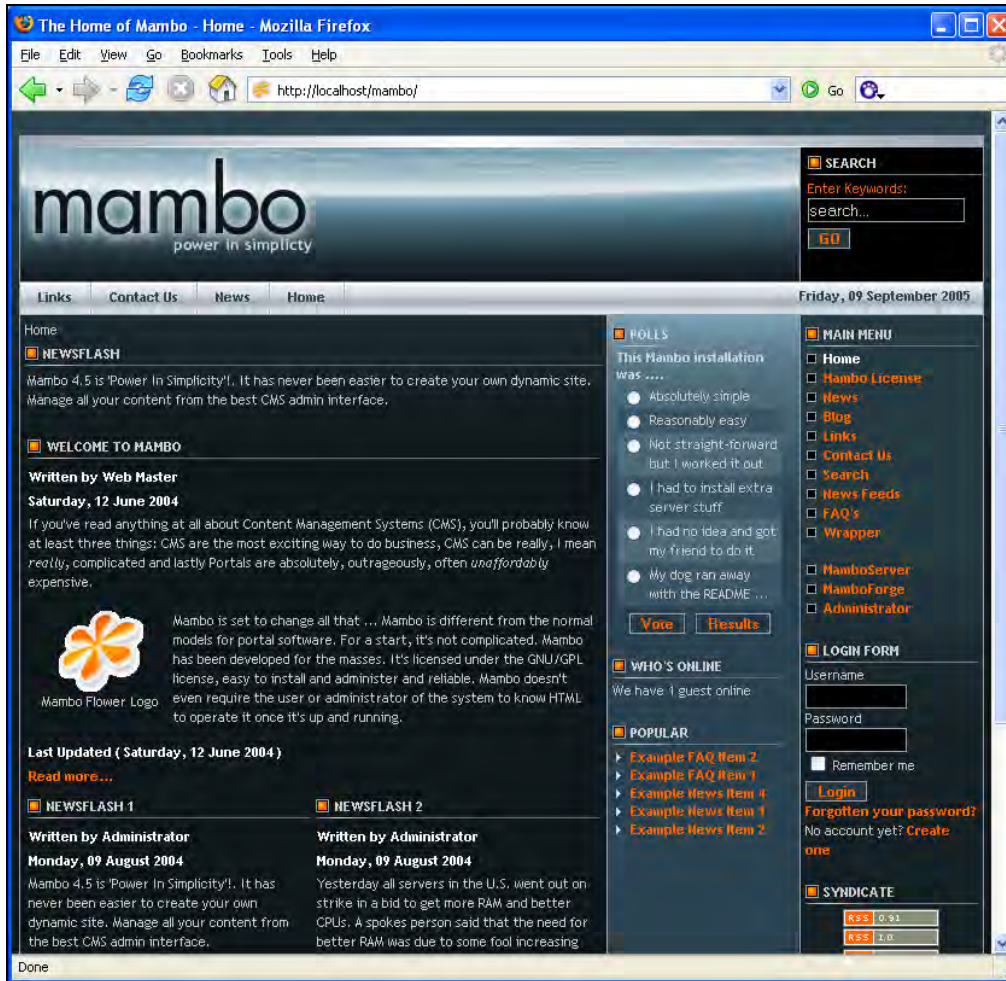 The Home of Mambo - Home - Mozilla Firefox
File Edit View Go Bookmarks Tools Help
http://localhost/mambo/
Go
mambo
power in simplicty
SEARCH
Enter Keywords:
search...
GO
Links Contact Us News Home
Friday, 09 September 2005
Home
NEWSFLASH
Mambo 4.5 is 'Power In Simplicity'!. It has never been easier to create your own dynamic site.
Manage all your content from the best CMS admin interface.
WELCOME TO MAMBO
Written by Web Master
Saturday, 12 June 2004
If you've read anything at all about Content Management Systems (CMS), you'll probably know
at least three things: CMS are the most exciting way to do business, CMS can be really, I mean
really, complicated and lastly Portals are absolutely, outrageously, often unaffordably
expensive.
Mambo is set to change all that ... Mambo is different from the normal
models for portal software. For a start, it's not complicated. Mambo
has been developed for the masses. It's licensed under the GNU/GPL
license, easy to install and administer and reliable. Mambo doesn't
even require the user or administrator of the system to know HTML
to operate it once it's up and running.
Mambo Flower Logo
Last Updated ( Saturday, 12 June 2004 )
Read more...
NEWSFLASH 1
Written by Administrator
Monday, 09 August 2004
Mambo 4.5 is 'Power In Simplicity'!. It has
never been easier to create your own
dynamic site. Manage all your content from
the best CMS admin interface.
NEWSFLASH 2
Written by Administrator
Monday, 09 August 2004
Yesterday all servers in the U.S. went out on
strike in a bid to get more RAM and better
CPUs. A spokes person said that the need for
better RAM was due to some fool increasing
POLLS
This Mambo installation
was ....
Absolutely simple
Reasonably easy
Not straight-forward
but I worked it out
I had to install extra
server stuff
I had no idea and got
my friend to do it
My dog ran away
with the README ...
Vote Results
WHO'S ONLINE
We have 1 guest online
POPULAR
Example FAQ Item 2
Example FAQ Item 1
Example News Item 4
Example News Item 1
Example News Item 2
MAIN MENU
Home
Mambo License
News
Blog
Links
Contact Us
Search
News Feeds
FAQ's
Wrapper
MamboServer
MamboForge
Administrator
LOGIN FORM
Username
Password
Remember me
Login
Forgotten your password?
No account yet? Create
one
SYNDICATE
RSS 0.91
RSS 1.0
Done